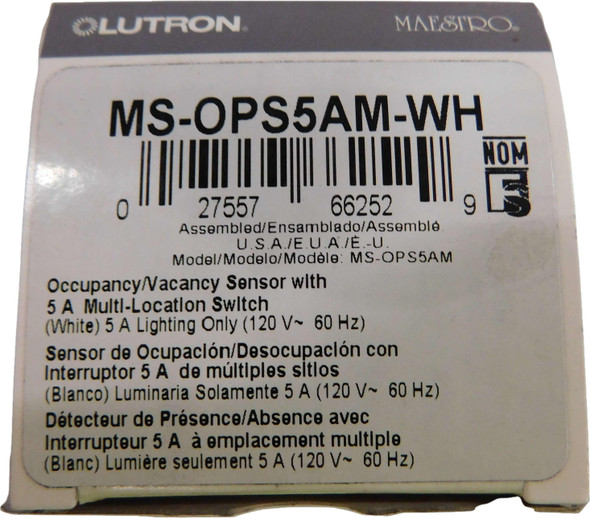 LUTRON® MAESTRO®
MS-OPS5AM-WH
NOM
0 27557 66252 9
Assembled/Ensamblado/Assemblé
U.S.A./E.U.A./É.-U.
Model/Modelo/Modèle: MS-OPS5AM
Occupancy/Vacancy Sensor with
5 A Multi-Location Switch
(White) 5 A Lighting Only (120 V~ 60 Hz)
Sensor de Ocupación/Desocupación con
Interruptor 5 A de múltiples sitios
(Blanco) Luminaria Solamente 5 A (120 V~ 60 Hz)
Détecteur de Présence/Absence avec
Interrupteur 5 A à emplacement multiple
(Blanc) Lumière seulement 5 A (120 V~ 60 Hz)